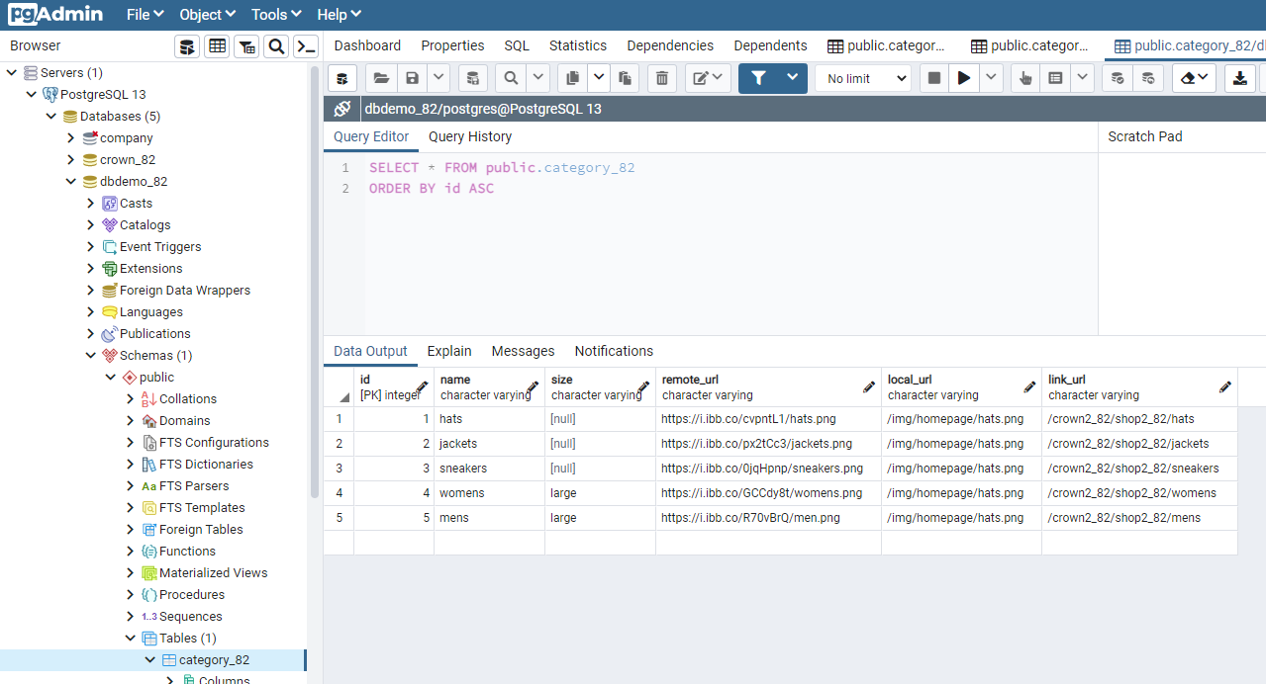 pgAdmin File Object Tools Help
Browser
Dashboard Properties SQL Statistics Dependencies Dependents public.categor... public.categor... public.category_82/dl
No limit
dbdemo_82/postgres@PostgreSQL 13
Query Editor Query History
Scratch Pad
1 SELECT * FROM public.category_82
2 ORDER BY id ASC
Servers (1)
PostgreSQL 13
Databases (5)
company
crown_82
dbdemo_82
Casts
Catalogs
Event Triggers
Extensions
Foreign Data Wrappers
Languages
Publications
Schemas (1)
public
Collations
Domains
FTS Configurations
FTS Dictionaries
Aa FTS Parsers
FTS Templates
Foreign Tables
Functions
Materialized Views
Procedures
1..3 Sequences
Tables (1)
category_82
Columns
Data Output Explain Messages Notifications
id name size remote_url local_url link_url
[PK] integer character varying character varying character varying character varying character varying
1 1 hats [null] https://i.ibb.co/cvpntL1/hats.png /img/homepage/hats.png /crown2_82/shop2_82/hats
2 2 jackets [null] https://i.ibb.co/px2tCc3/jackets.png /img/homepage/hats.png /crown2_82/shop2_82/jackets
3 3 sneakers [null] https://i.ibb.co/0jqHpnp/sneakers.png /img/homepage/hats.png /crown2_82/shop2_82/sneakers
4 4 womens large https://i.ibb.co/GCCdy8t/womens.png /img/homepage/hats.png /crown2_82/shop2_82/womens
5 5 mens large https://i.ibb.co/R70vBrQ/men.png /img/homepage/hats.png /crown2_82/shop2_82/mens